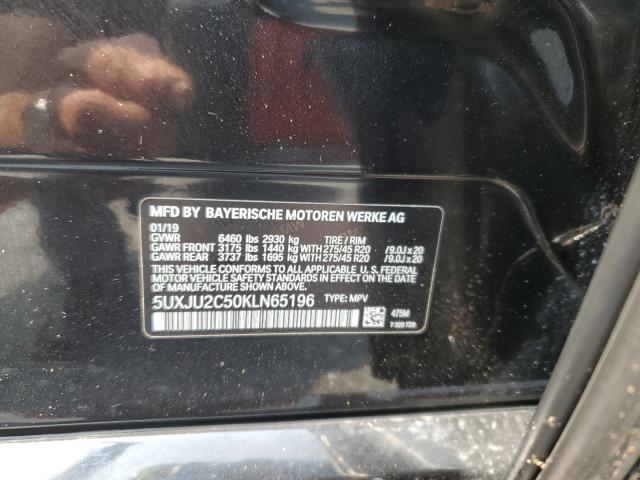 MFD BY BAYERISCHE MOTOREN WERKE AG
01/19
GVWR 6460 lbs 2930 kg TIRE / RIM
GAWR FRONT 3175 lbs 1440 kg WITH 275/45 R20 /9.0J x 20
GAWR REAR 3737 lbs 1695 kg WITH 275/45 R20 /9.0J x 20
THIS VEHICLE CONFORMS TO ALL APPLICABLE U.S. FEDERAL
MOTOR VEHICLE SAFETY STANDARDS IN EFFECT ON THE DATE OF
MANUFACTURE SHOWN ABOVE.
5UXJU2C50KLN65196 TYPE: MPV
475M
7 320 729